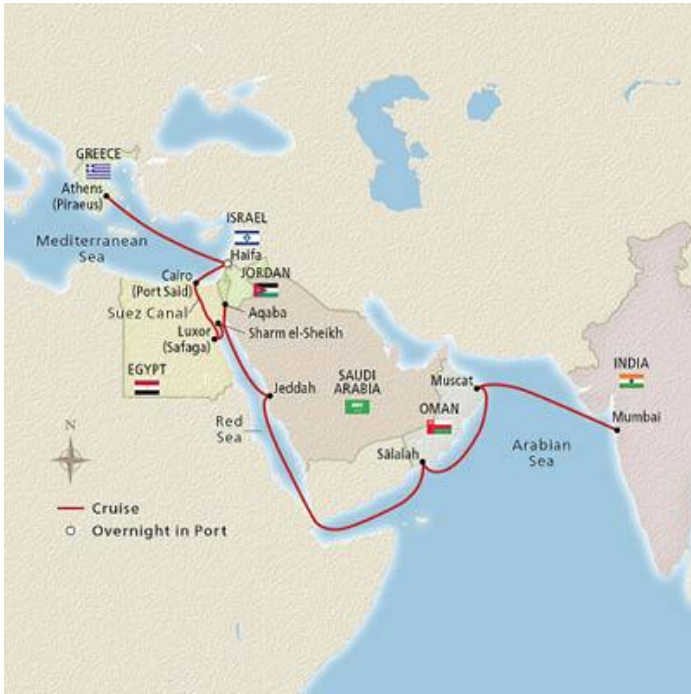 GREECE
Athens
(Piraeus)
Mediterranean
Sea
ISRAEL
Haifa
Cairo
(Port Said)
JORDAN
Suez Canal
Aqaba
Luxor
(Safaga)
Sharm el-Sheikh
EGYPT
Jeddah
SAUDI
ARABIA
Muscat
INDIA
OMAN
Mumbai
Red
Sea
Sālalah
Arabian
Sea
N
Cruise
Overnight in Port